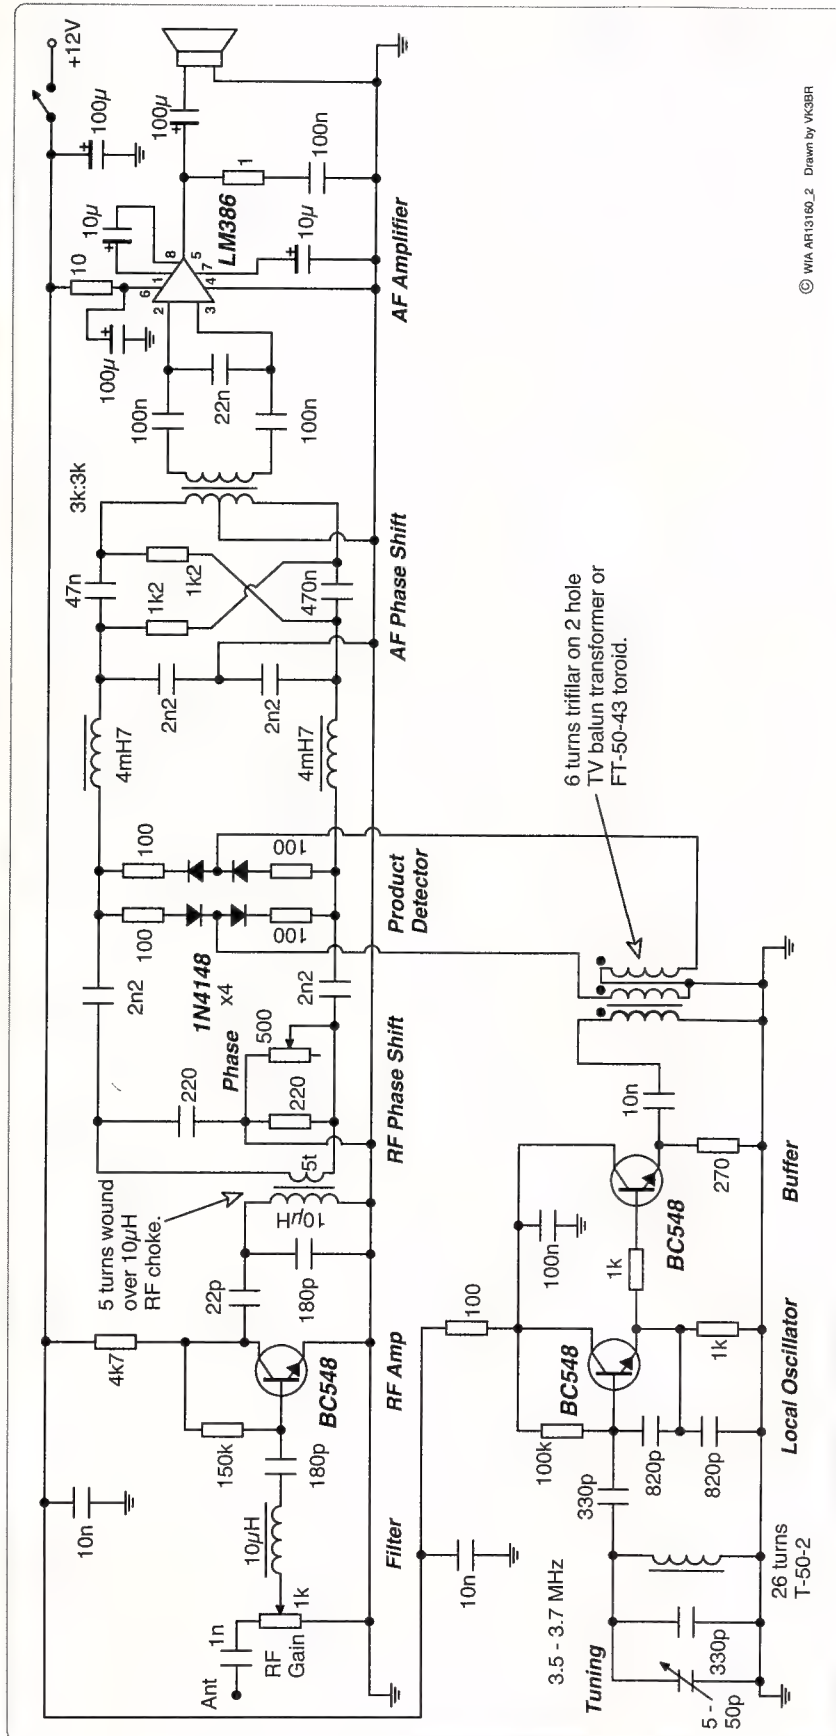 +12V
100µ
100µ
10µ
10
100µ
8
1
6
5
7
4
2
3
LM386
1
100n
10µ
AF Amplifier
100n
22n
100n
3k:3k
47n
1k2
1k2
470n
AF Phase Shift
2n2
2n2
4mH7
4mH7
100
100
100
100
Product
Detector
1N4148
x4
2n2
2n2
Phase
500
220
220
RF Phase Shift
5 turns wound
over 10µH
RF choke.
5t
10µH
22p
180p
4k7
150k
BC548
RF Amp
180p
10µH
Filter
10n
Ant
1n
RF
Gain
1k
6 turns trifilar on 2 hole
TV balun transformer or
FT-50-43 toroid.
10n
270
Buffer
BC548
1k
100n
100
BC548
1k
100k
820p
820p
Local Oscillator
330p
10n
3.5 - 3.7 MHz
Tuning
26 turns
T-50-2
330p
5 -
50p
© WIA AR13160_2 Drawn by VK3BR